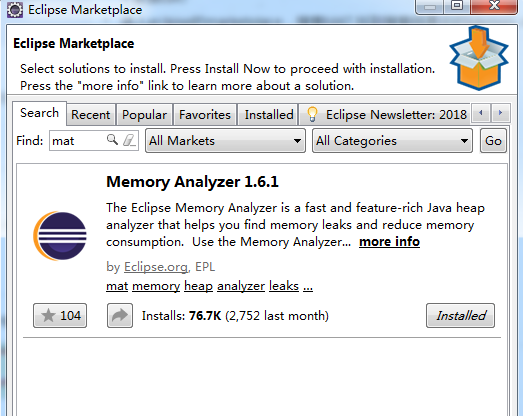 Eclipse Marketplace
Eclipse Marketplace
Select solutions to install. Press Install Now to proceed with installation.
Press the "more info" link to learn more about a solution.
Search Recent Popular Favorites Installed Eclipse Newsletter: 2018
Find: mat All Markets All Categories Go
Memory Analyzer 1.6.1
The Eclipse Memory Analyzer is a fast and feature-rich Java heap
analyzer that helps you find memory leaks and reduce memory
consumption. Use the Memory Analyzer... more info
by Eclipse.org, EPL
mat memory heap analyzer leaks ...
104 Installs: 76.7K (2,752 last month) Installed